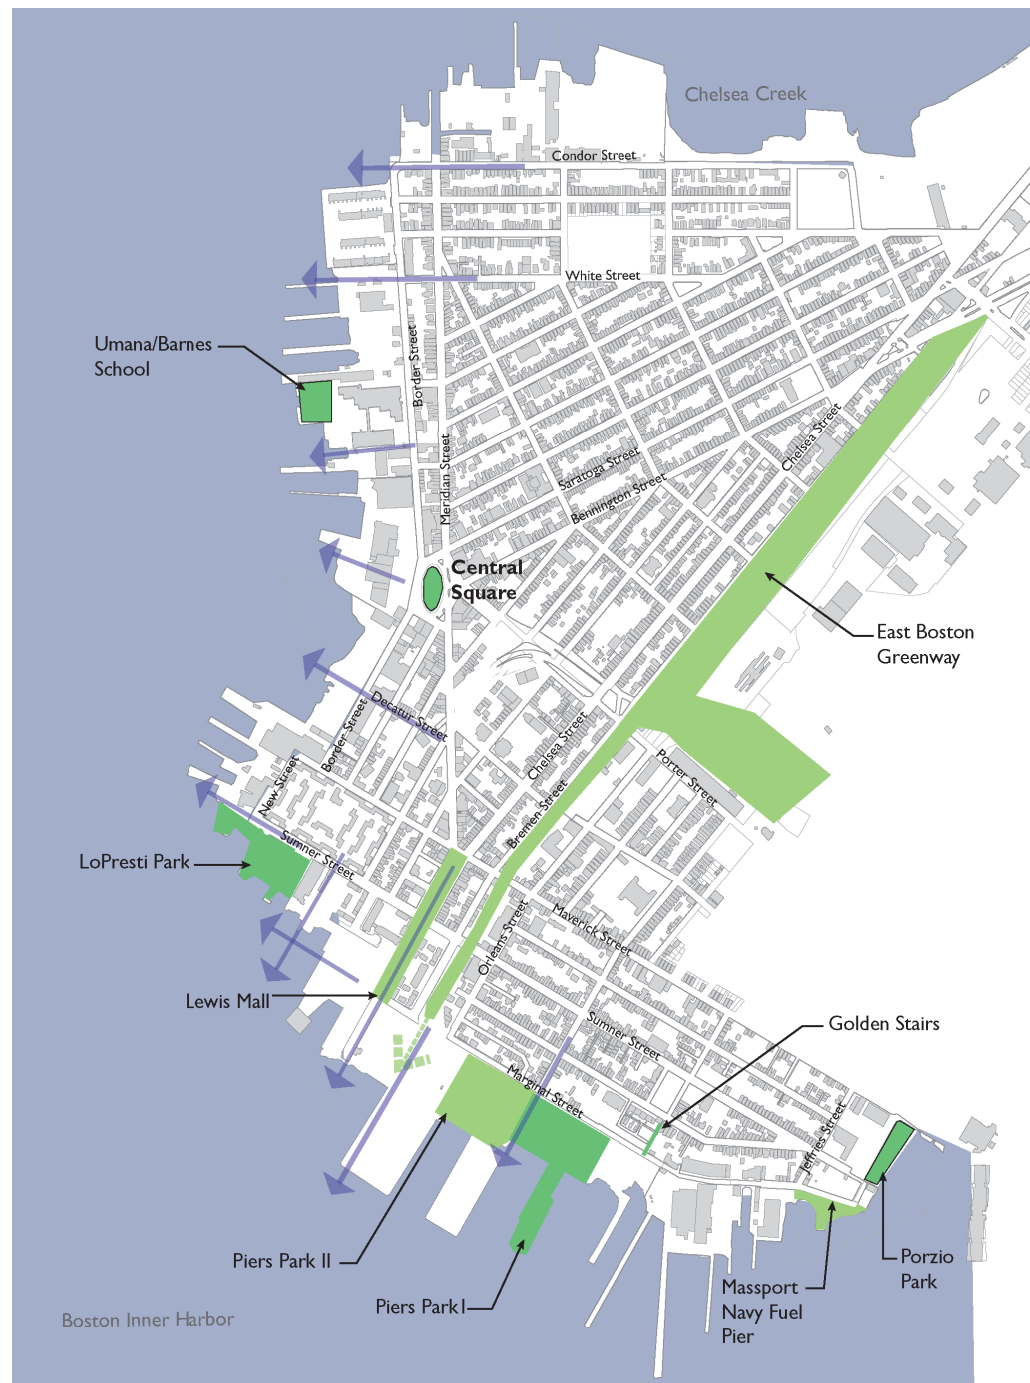 Chelsea Creek
Condor Street
White Street
Umana/Barnes
School
Border Street
Chelsea Street
Meridian Street
Saratoga Street
Bennington Street
Central
Square
East Boston
Greenway
Decatur Street
Border Street
Chelsea Street
New Street
Porter Street
Bremen Street
Sumner Street
LoPresti Park
Maverick Street
Orleans Street
Lewis Mall
Golden Stairs
Sumner Street
Marginal Street
Jeffries Street
Piers Park II
Porzio
Park
Massport
Navy Fuel
Pier
Piers Park I
Boston Inner Harbor